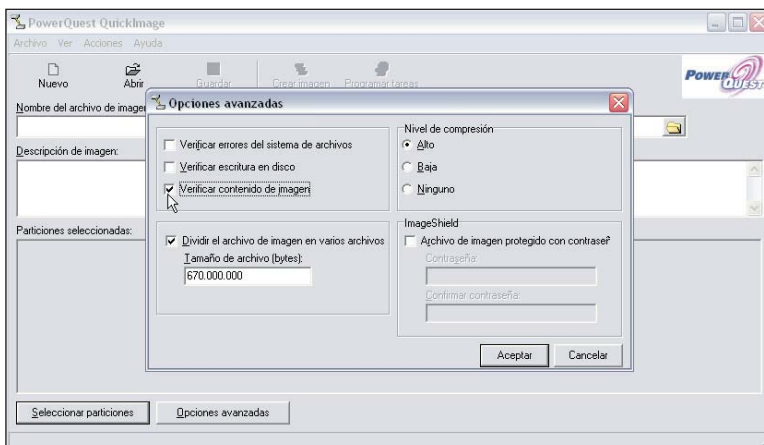 PowerQuest QuickImage
Archivo Ver Acciones Ayuda
Nuevo Abrir Guardar Crear imagen Programar tareas
POWERQUEST
Nombre del archivo de image
Descripción de imagen:
Particiones seleccionadas:
Opciones avanzadas
Verificar errores del sistema de archivos
Verificar escritura en disco
Verificar contenido de imagen
Dividir el archivo de imagen en varios archivos
Tamaño de archivo (bytes):
670.000.000
Nivel de compresión
Alto
Baja
Ninguno
ImageShield
Archivo de imagen protegido con contraseñ
Contraseña:
Confirmar contraseña:
Aceptar Cancelar
Seleccionar particiones Opciones avanzadas